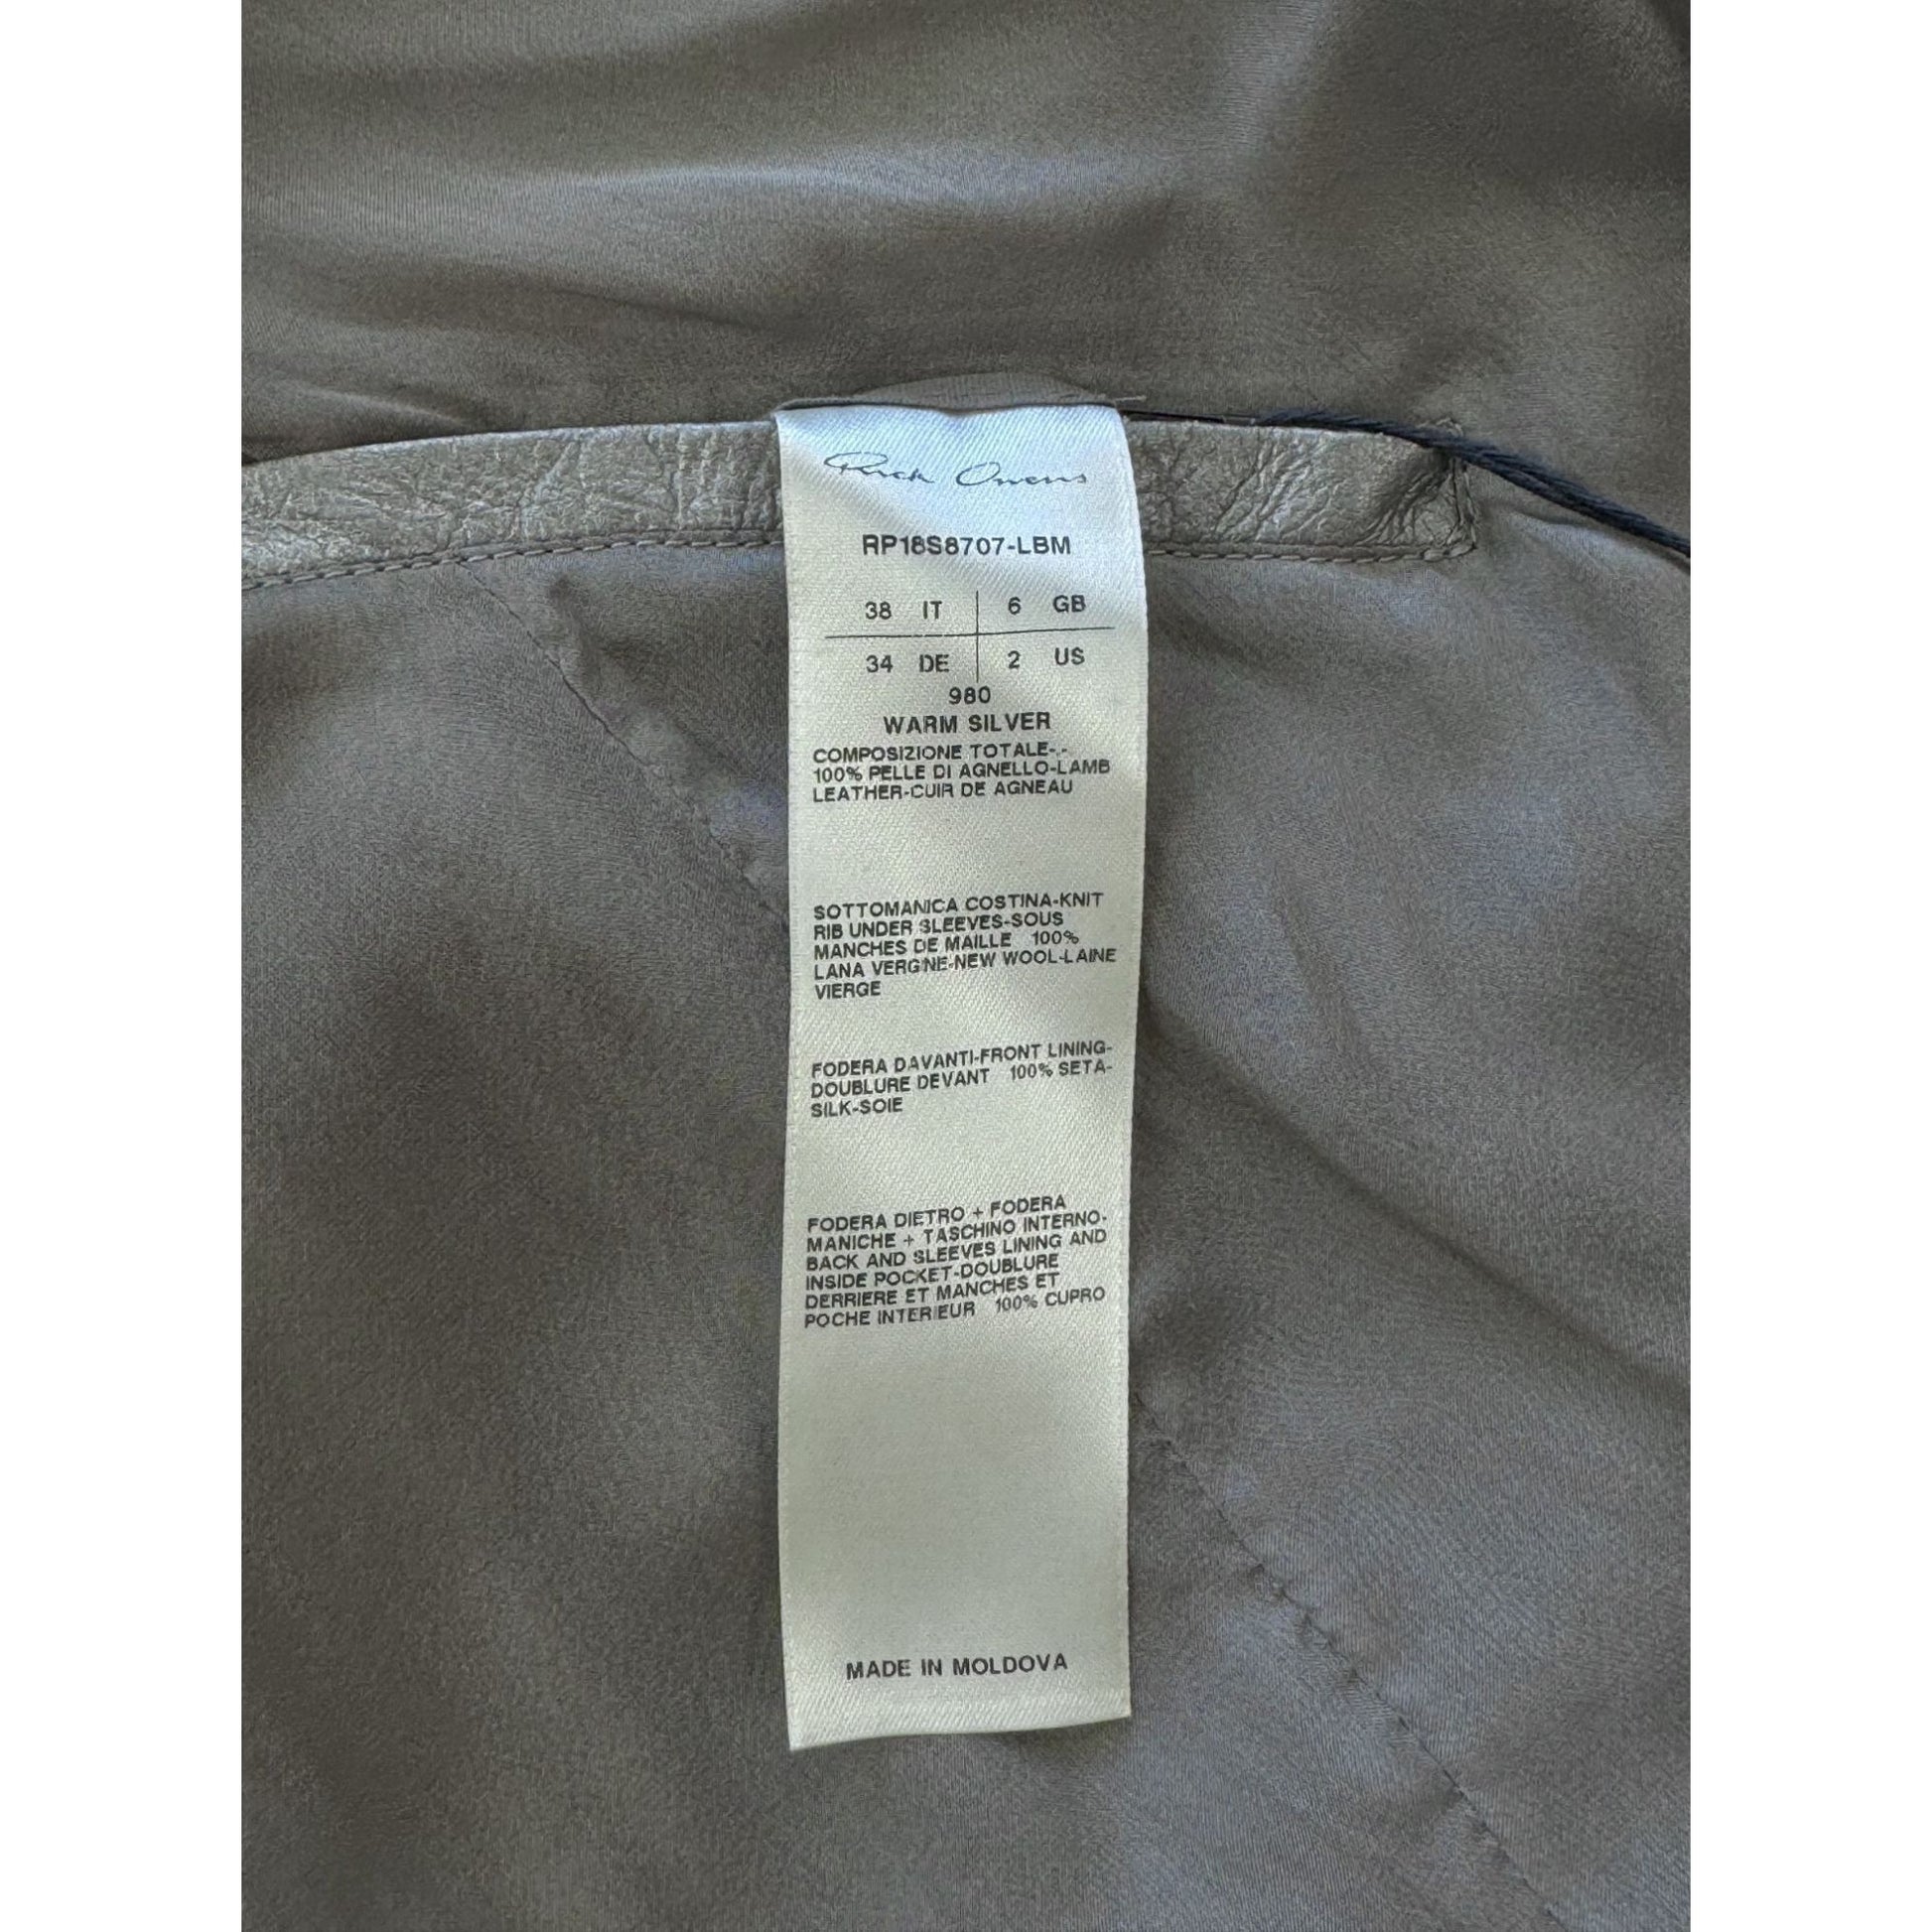 Rick Owens
RP18S8707-LBM
38 IT 6 GB
34 DE 2 US
980
WARM SILVER
COMPOSIZIONE TOTALE-.-
100% PELLE DI AGNELLO-LAMB
LEATHER-CUIR DE AGNEAU
SOTTOMANICA COSTINA-KNIT
RIB UNDER SLEEVES-SOUS
MANCHES DE MAILLE 100%
LANA VERGINE-NEW WOOL-LAINE
VIERGE
FODERA DAVANTI-FRONT LINING-
DOUBLURE DEVANT 100% SETA-
SILK-SOIE
FODERA DIETRO + FODERA
MANICHE + TASCHINO INTERNO-
BACK AND SLEEVES LINING AND
INSIDE POCKET-DOUBLURE
DERRIERE ET MANCHES ET
POCHE INTERIEUR 100% CUPRO
MADE IN MOLDOVA